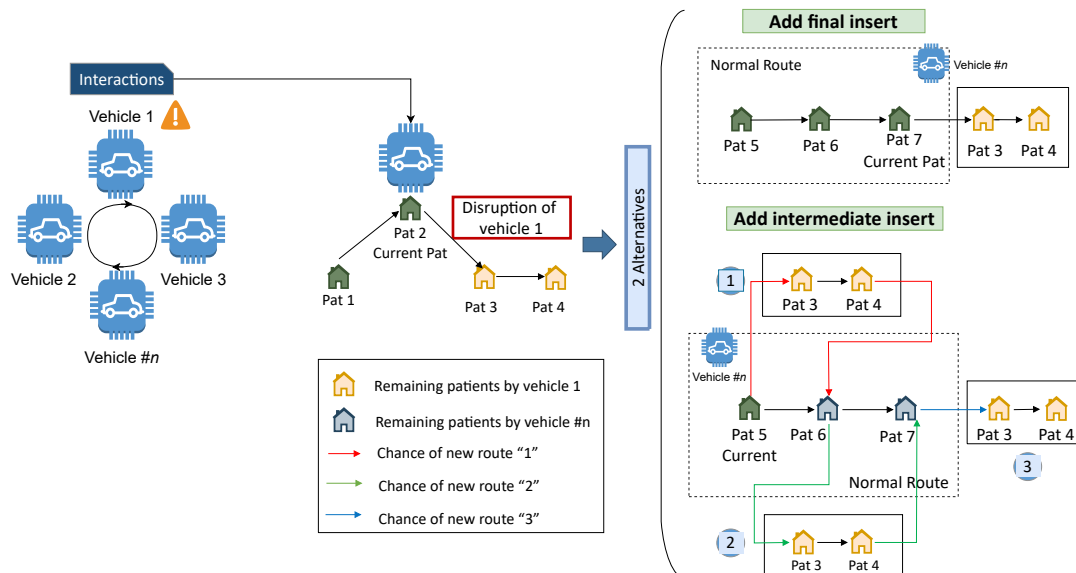 Interactions
Vehicle 1
Vehicle 2
Vehicle 3
Vehicle #n
Pat 1
Pat 2
Current Pat
Disruption of
vehicle 1
Pat 3
Pat 4
Remaining patients by vehicle 1
Remaining patients by vehicle #n
Chance of new route “1”
Chance of new route “2”
Chance of new route “3”
2 Alternatives
Add final insert
Normal Route
Vehicle #n
Pat 5
Pat 6
Pat 7
Current Pat
Pat 3
Pat 4
Add intermediate insert
1
Pat 3
Pat 4
Vehicle #n
Pat 5
Current
Pat 6
Pat 7
Normal Route
Pat 3
Pat 4
3
2
Pat 3
Pat 4